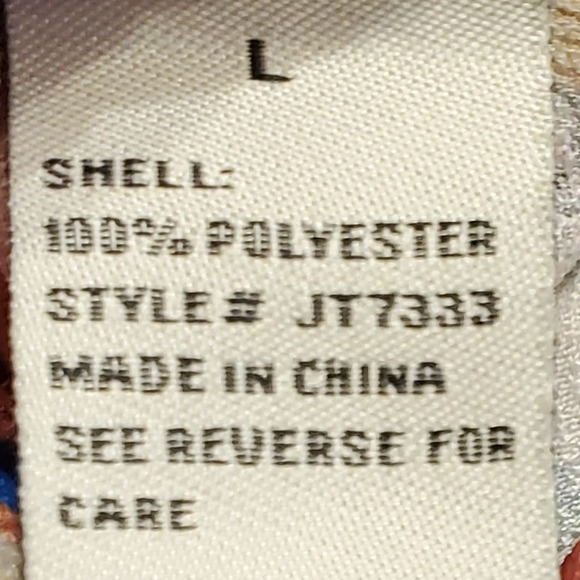 L
SHELL:
100% POLYESTER
STYLE# JT7333
MADE IN CHINA
SEE REVERSE FOR
CARE